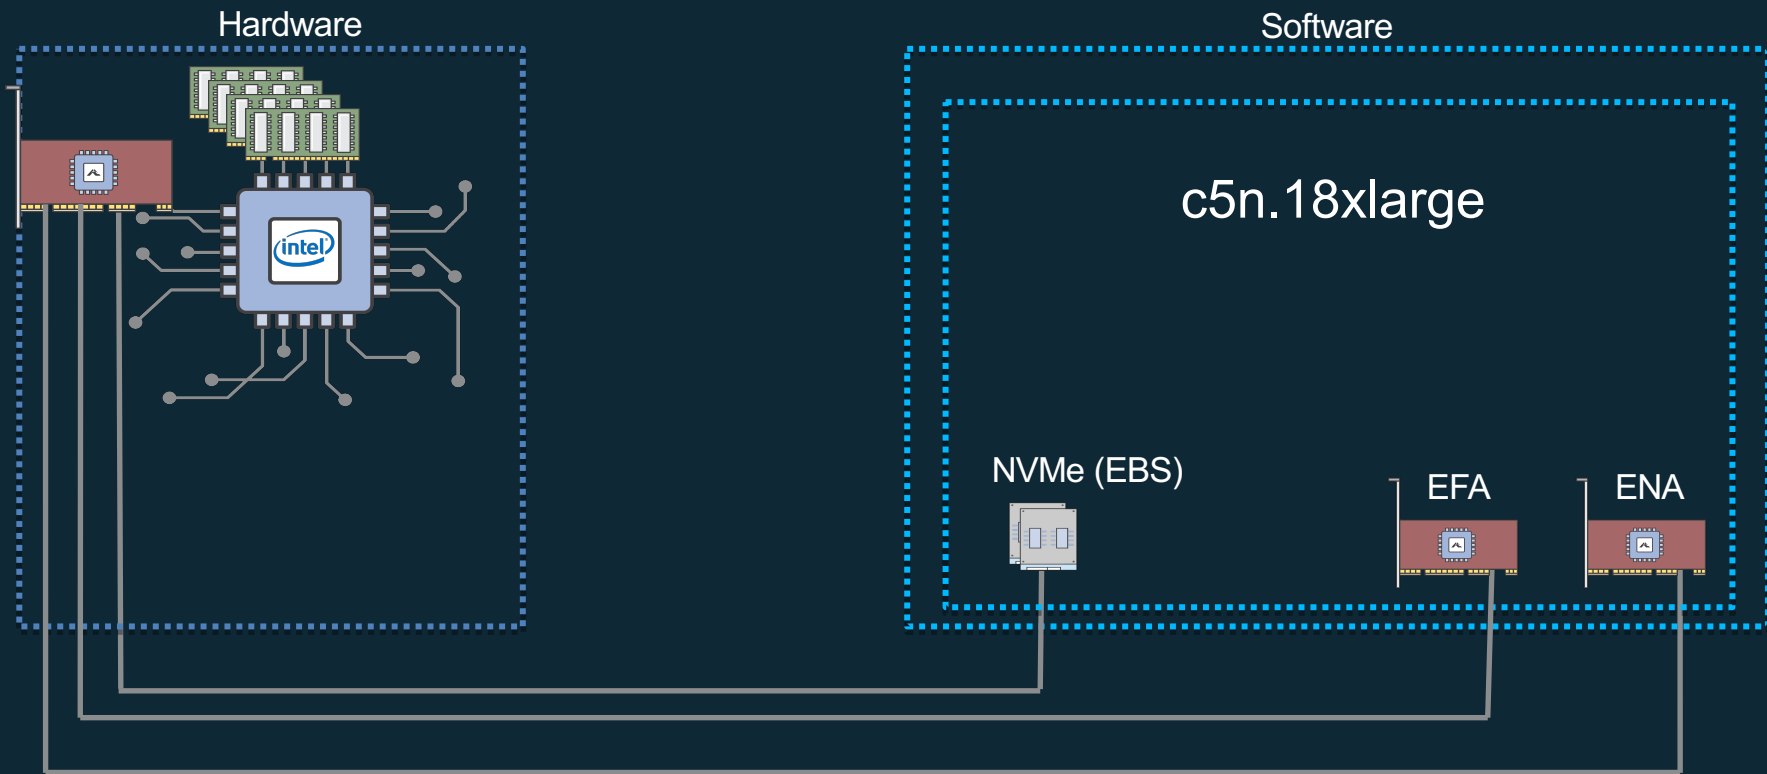 Hardware
Software
intel
c5n.18xlarge
NVMe (EBS)
EFA
ENA